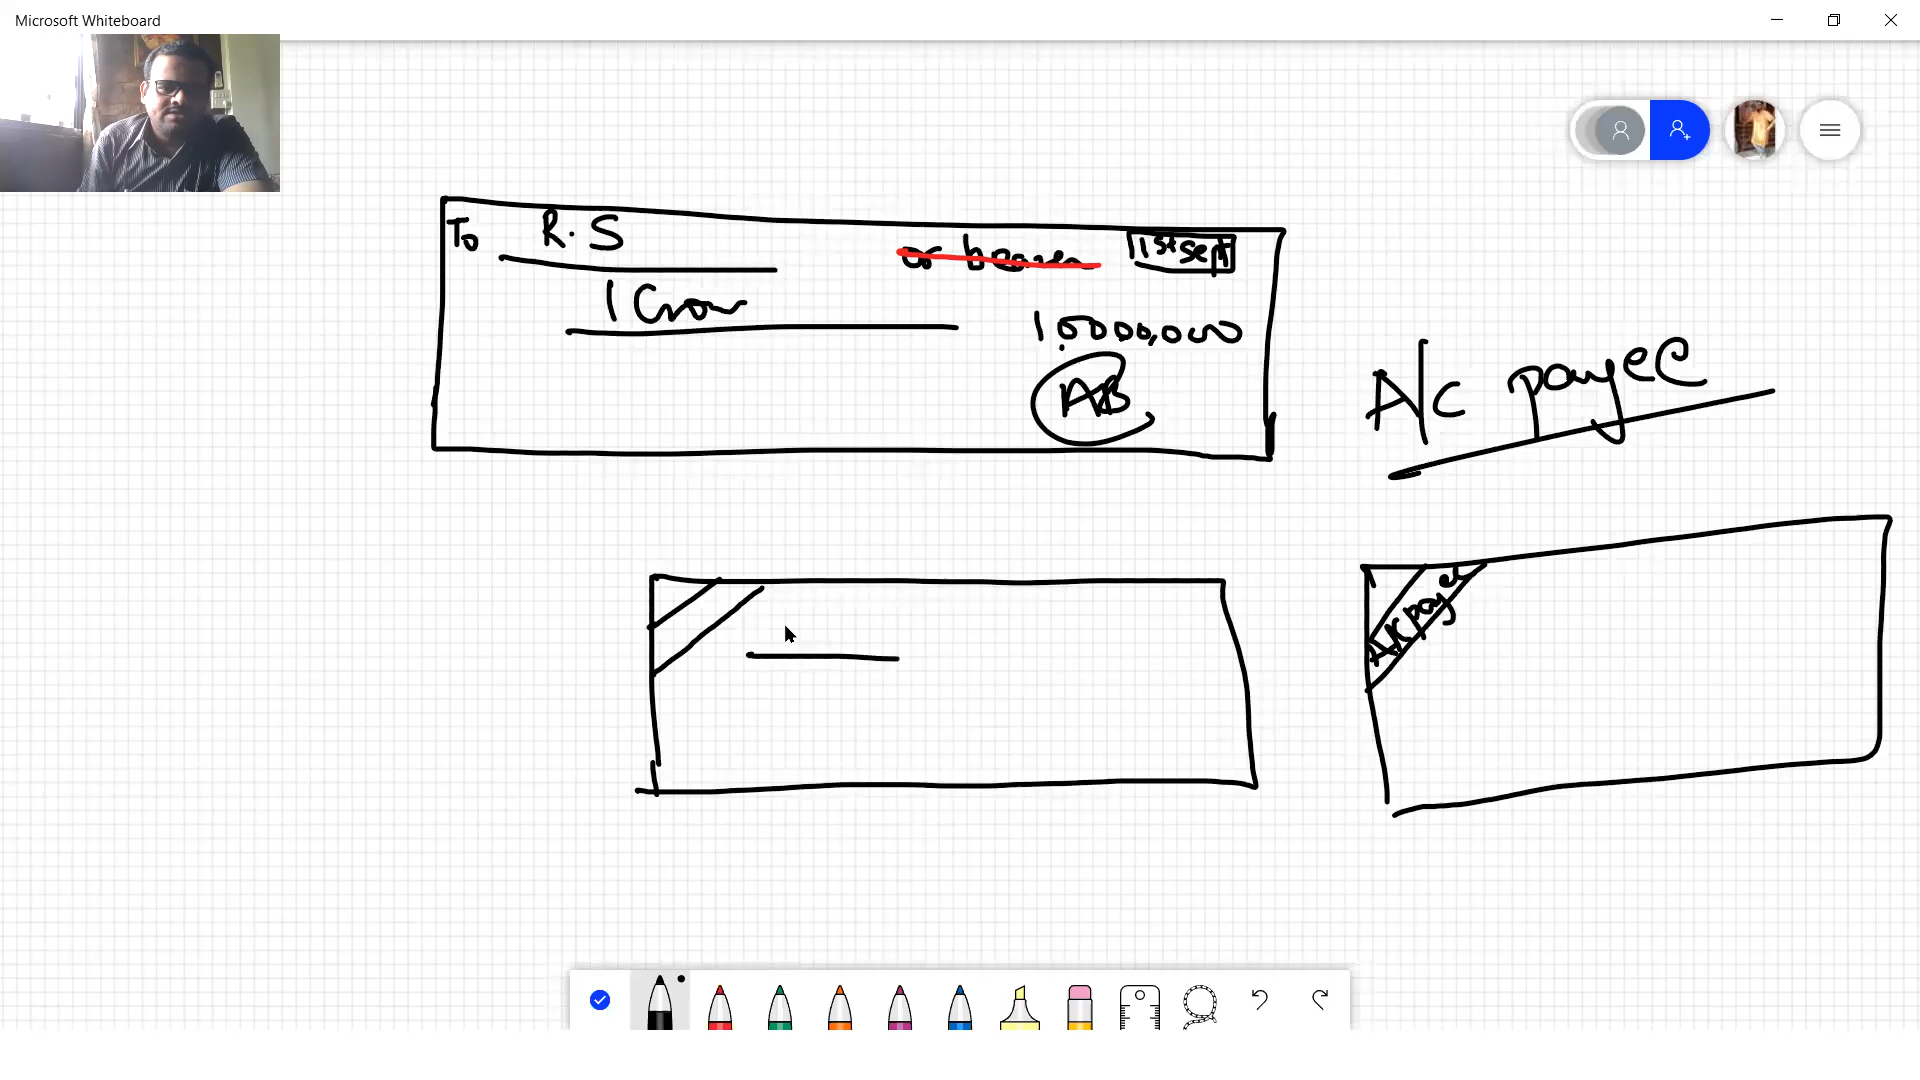 Microsoft Whiteboard
To R.S
or bearer
1st Sept
1 Crore
1,0000,000
AB
A/c payee
A/c payee